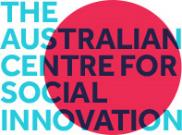 THE
AUSTRALIAN
CENTRE FOR
SOCIAL
INNOVATION